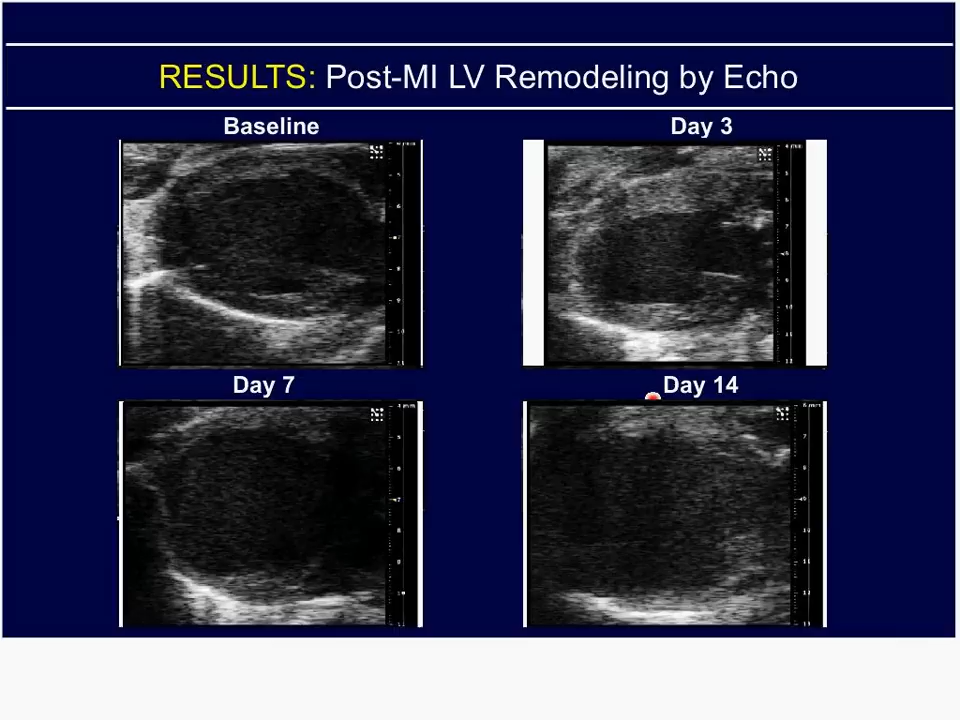 RESULTS: Post-MI LV Remodeling by Echo
Baseline
Day 3
Day 7
Day 14